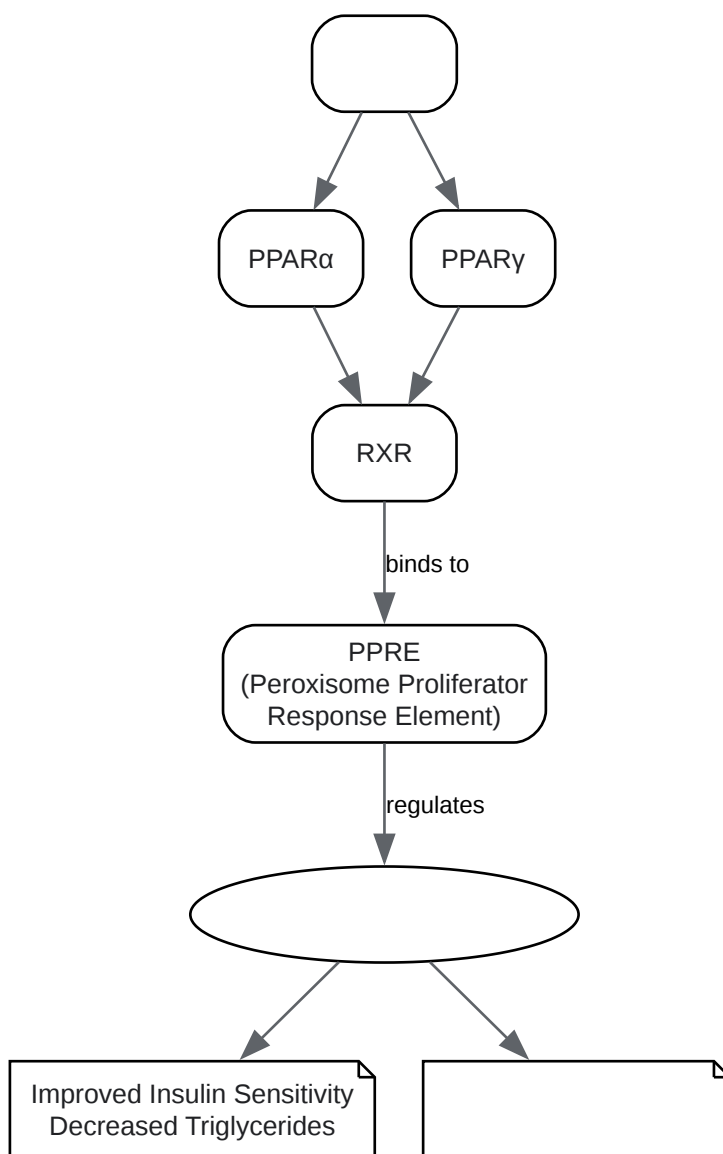 PPARα
PPARγ
RXR
binds to
PPRE
(Peroxisome Proliferator
Response Element)
regulates
Improved Insulin Sensitivity
Decreased Triglycerides